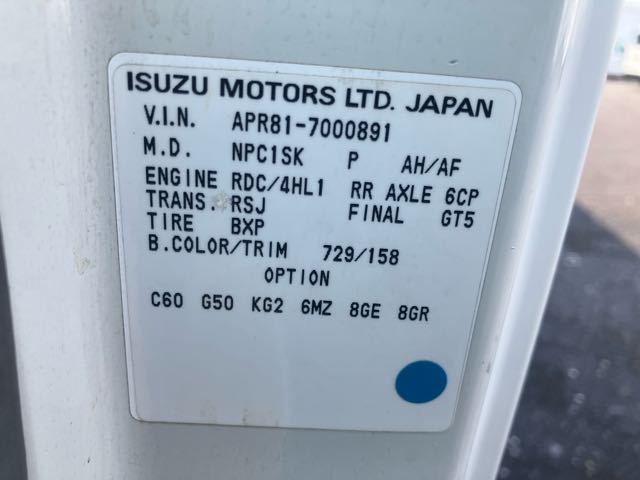 ISUZU MOTORS LTD. JAPAN
V.I.N. APR81-7000891
M.D. NPC1SK P AH/AF
ENGINE RDC/4HL1 RR AXLE 6CP
TRANS. RSJ FINAL GT5
TIRE BXP
B.COLOR/TRIM 729/158
OPTION
C60 G50 KG2 6MZ 8GE 8GR